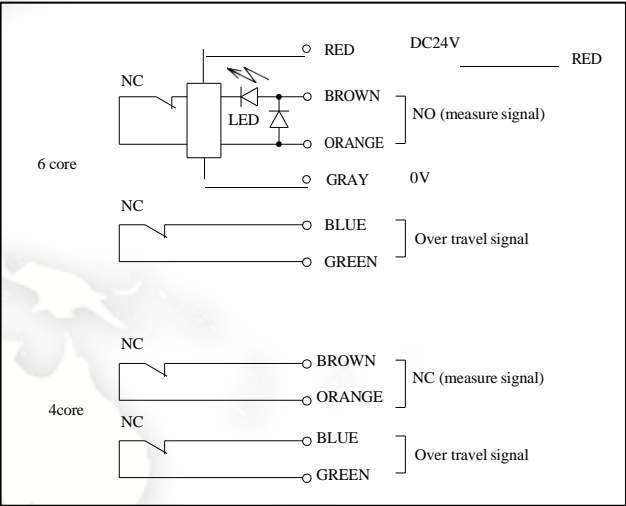 RED DC24V RED
NC
BROWN
LED
NO (measure signal)
ORANGE
6 core
GRAY 0V
NC
BLUE
Over travel signal
GREEN
NC
BROWN
NC (measure signal)
ORANGE
4core
NC
BLUE
Over travel signal
GREEN